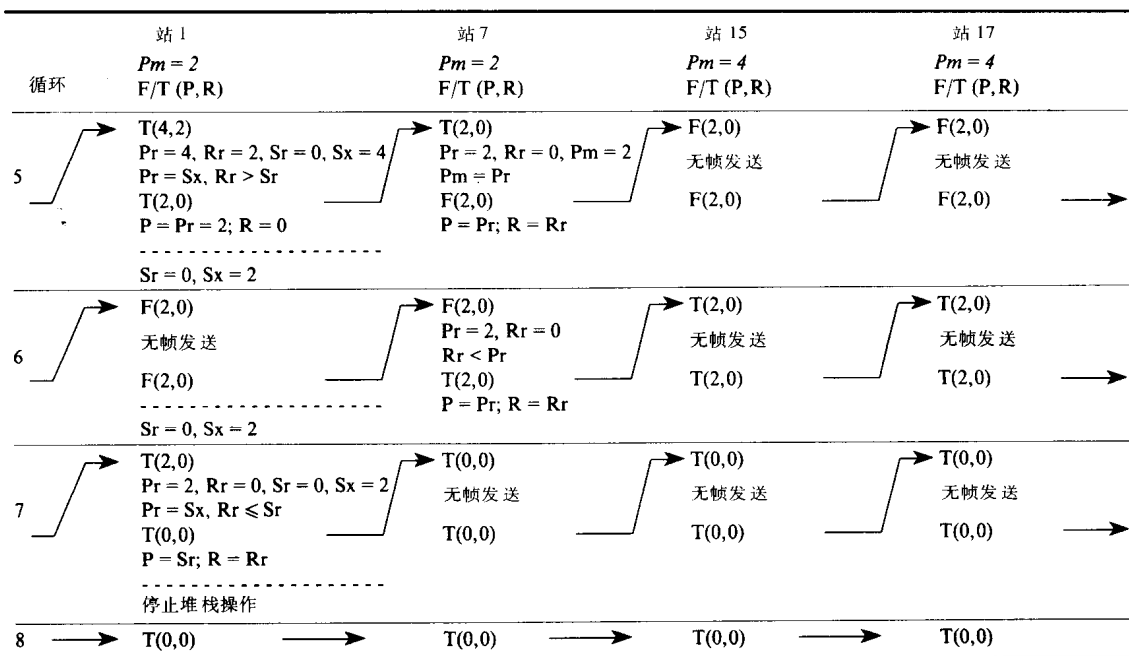 站 1 站 7 站 15 站 17
Pm = 2 Pm = 2 Pm = 4 Pm = 4
循环 F/T (P,R) F/T (P,R) F/T (P,R) F/T (P,R)
T(4,2) T(2,0) F(2,0) F(2,0)
Pr = 4, Rr = 2, Sr = 0, Sx = 4 Pr = 2, Rr = 0, Pm = 2 无帧发送 无帧发送
5 Pr = Sx, Rr > Sr Pm = Pr
T(2,0) F(2,0) F(2,0) F(2,0)
P = Pr = 2; R = 0 P = Pr; R = Rr
Sr = 0, Sx = 2
F(2,0) F(2,0) T(2,0) T(2,0)
无帧发送 Pr = 2, Rr = 0 无帧发送 无帧发送
6 Rr < Pr
F(2,0) T(2,0) T(2,0) T(2,0)
P = Pr; R = Rr
Sr = 0, Sx = 2
T(2,0) T(0,0) T(0,0) T(0,0)
Pr = 2, Rr = 0, Sr = 0, Sx = 2 无帧发送 无帧发送 无帧发送
7 Pr = Sx, Rr ⩽ Sr
T(0,0) T(0,0) T(0,0) T(0,0)
P = Sr; R = Rr
停止堆栈操作
8 T(0,0) T(0,0) T(0,0) T(0,0)